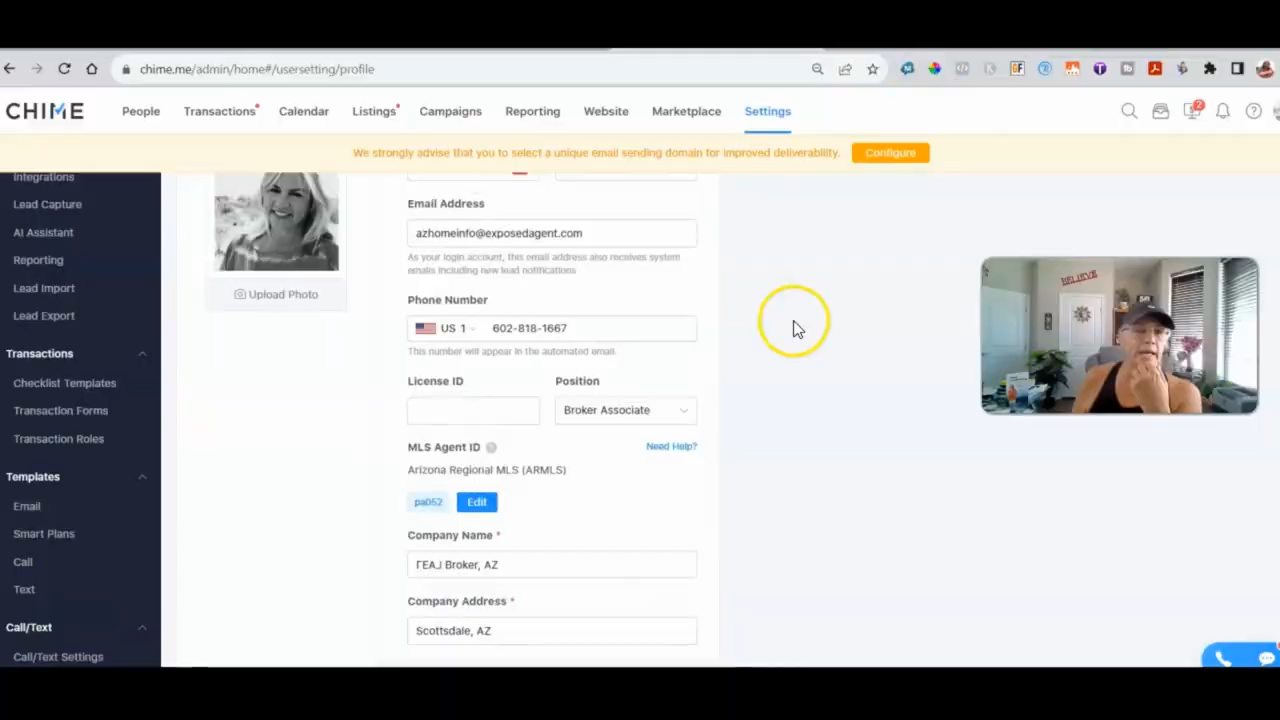 chime.me/admin/home#/usersetting/profile
CHIME
People
Transactions
Calendar
Listings
Campaigns
Reporting
Website
Marketplace
Settings
2
We strongly advise that you to select a unique email sending domain for improved deliverability.
Configure
Integrations
Lead Capture
AI Assistant
Reporting
Lead Import
Lead Export
Transactions
Checklist Templates
Transaction Forms
Transaction Roles
Templates
Email
Smart Plans
Call
Text
Call/Text
Call/Text Settings
Upload Photo
Email Address
azhomeinfo@exposedagent.com
As your login account, this email address also receives system
emails including new lead notifications
Phone Number
US 1
602-818-1667
This number will appear in the automated email.
License ID
Position
Broker Associate
MLS Agent ID
Need Help?
Arizona Regional MLS (ARMLS)
pa052
Edit
Company Name *
Broker, AZ
Company Address *
Scottsdale, AZ
BELIEVE